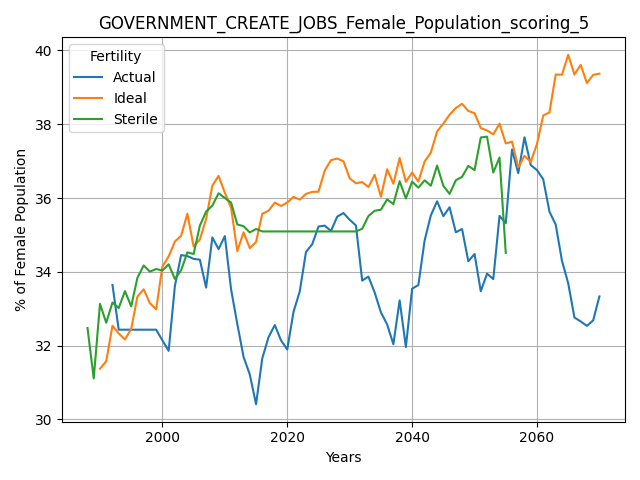 GOVERNMENT_CREATE_JOBS_Female_Population_scoring_5
Fertility
Actual
Ideal
Sterile
% of Female Population
40
38
36
34
32
30
2000
2020
2040
2060
Years